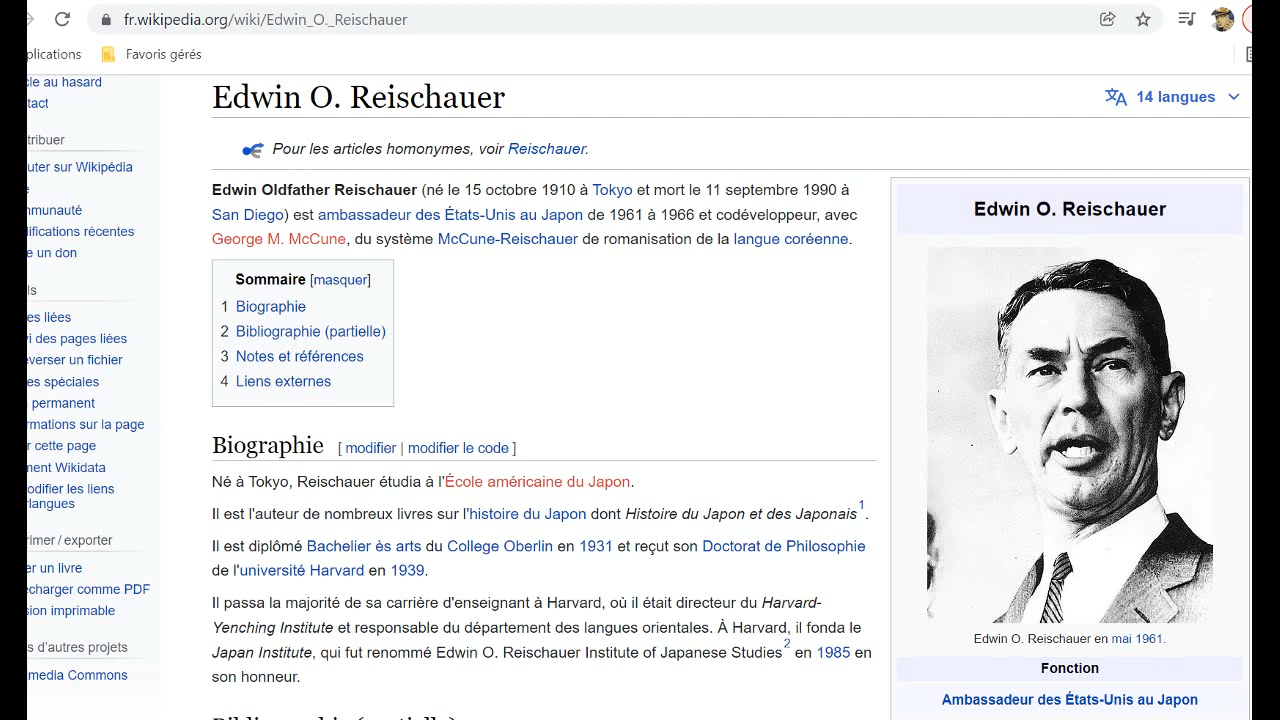 fr.wikipedia.org/wiki/Edwin_O._Reischauer
plications
Favoris gérés
cle au hasard
tact
tribuer
uter sur Wikipédia
e
nmunauté
difications récentes
e un don
ls
es liées
vi des pages liées
everser un fichier
es spéciales
permanent
rmations sur la page
r cette page
ment Wikidata
odifier les liens
rlangues
rimer / exporter
er un livre
écharger comme PDF
sion imprimable
s d'autres projets
media Commons
Edwin O. Reischauer
14 langues
Pour les articles homonymes, voir Reischauer.
Edwin Oldfather Reischauer (né le 15 octobre 1910 à Tokyo et mort le 11 septembre 1990 à
San Diego) est ambassadeur des États-Unis au Japon de 1961 à 1966 et codéveloppeur, avec
George M. McCune, du système McCune-Reischauer de romanisation de la langue coréenne.
Sommaire [masquer]
1 Biographie
2 Bibliographie (partielle)
3 Notes et références
4 Liens externes
Biographie [ modifier | modifier le code ]
Né à Tokyo, Reischauer étudia à l'École américaine du Japon.
Il est l'auteur de nombreux livres sur l'histoire du Japon dont Histoire du Japon et des Japonais 1.
Il est diplômé Bachelier ès arts du College Oberlin en 1931 et reçut son Doctorat de Philosophie
de l'université Harvard en 1939.
Il passa la majorité de sa carrière d'enseignant à Harvard, où il était directeur du Harvard-
Yenching Institute et responsable du département des langues orientales. À Harvard, il fonda le
Japan Institute, qui fut renommé Edwin O. Reischauer Institute of Japanese Studies 2 en 1985 en
son honneur.
Bibliographie (partielle)
Edwin O. Reischauer
Edwin O. Reischauer en mai 1961.
Fonction
Ambassadeur des États-Unis au Japon